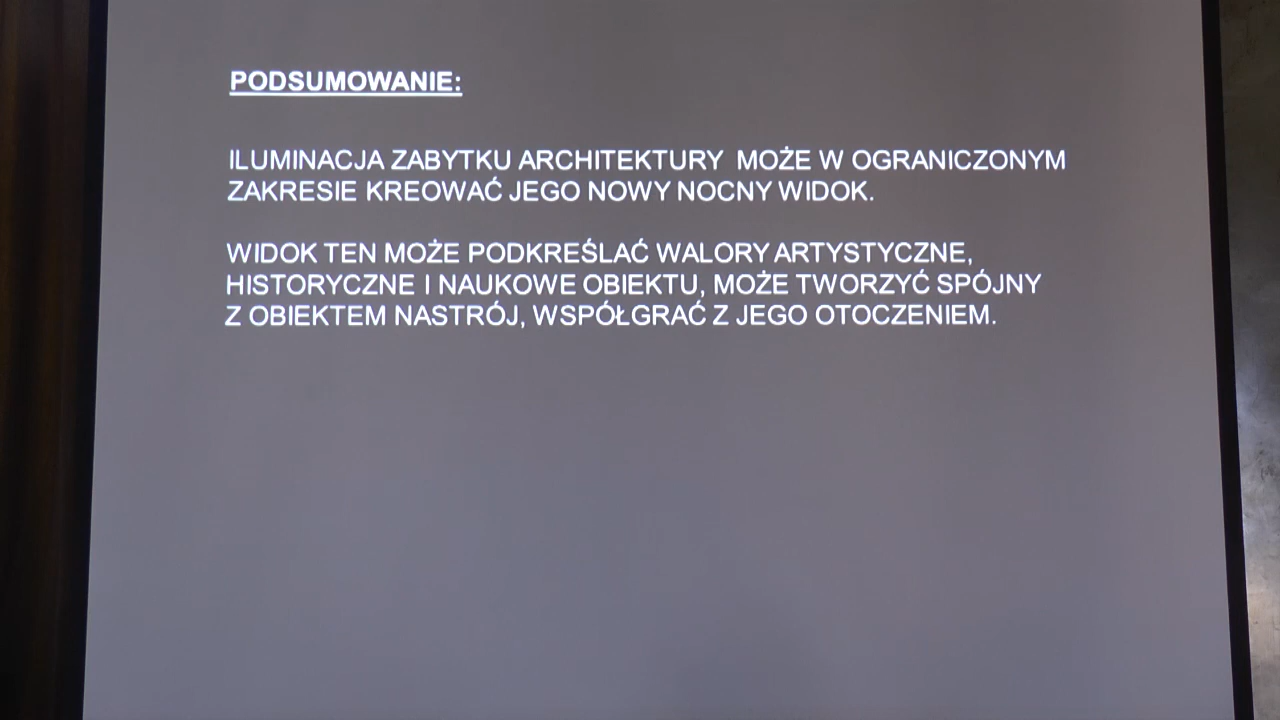 PODSUMOWANIE:
ILUMINACJA ZABYTKU ARCHITEKTURY MOŻE W OGRANICZONYM
ZAKRESIE KREOWAĆ JEGO NOWY NOCNY WIDOK.
WIDOK TEN MOŻE PODKREŚLAĆ WALORY ARTYSTYCZNE,
HISTORYCZNE I NAUKOWE OBIEKTU, MOŻE TWORZYĆ SPÓJNY
Z OBIEKTEM NASTRÓJ, WSPÓŁGRAĆ Z JEGO OTOCZENIEM.